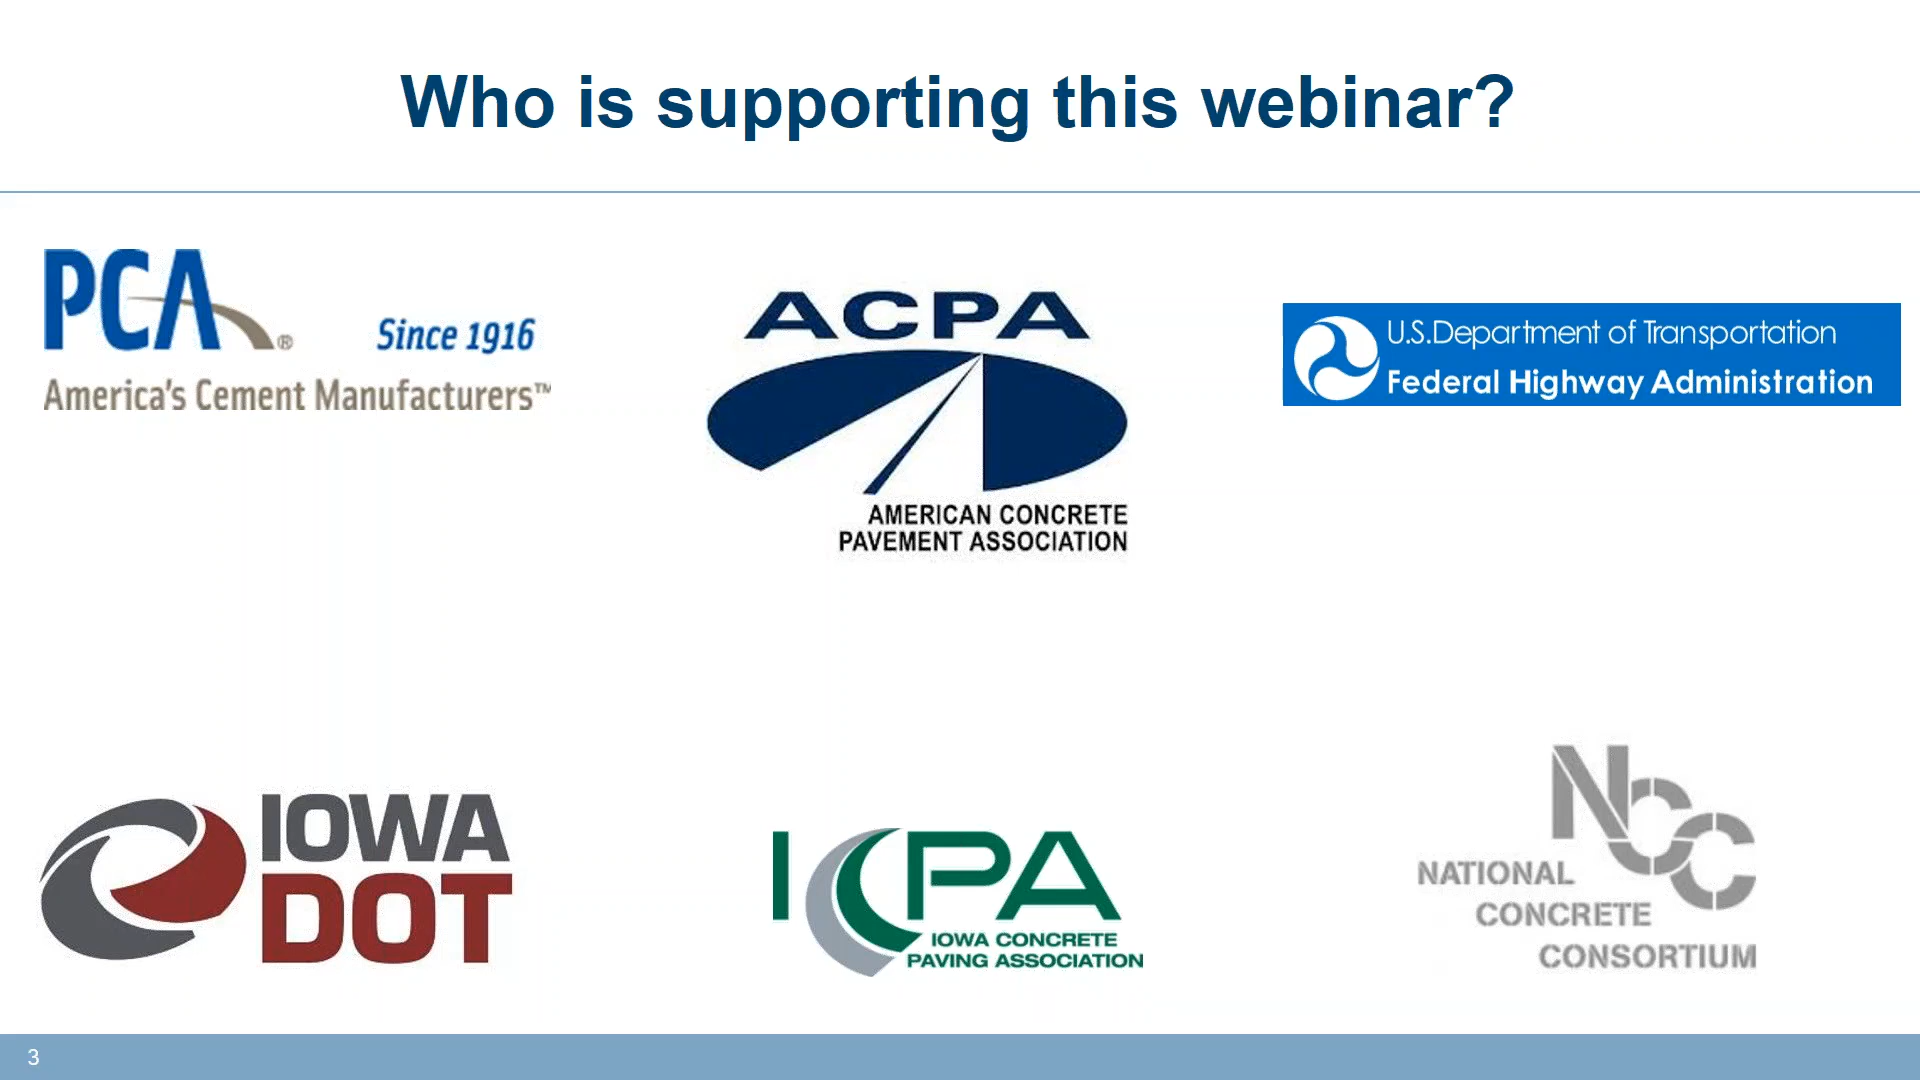 Who is supporting this webinar?
PCA®
Since 1916
America's Cement Manufacturers™
ACPA
AMERICAN CONCRETE
PAVEMENT ASSOCIATION
U.S.Department of Transportation
Federal Highway Administration
IOWA
DOT
ICPA
IOWA CONCRETE
PAVING ASSOCIATION
NCC
NATIONAL
CONCRETE
CONSORTIUM
3